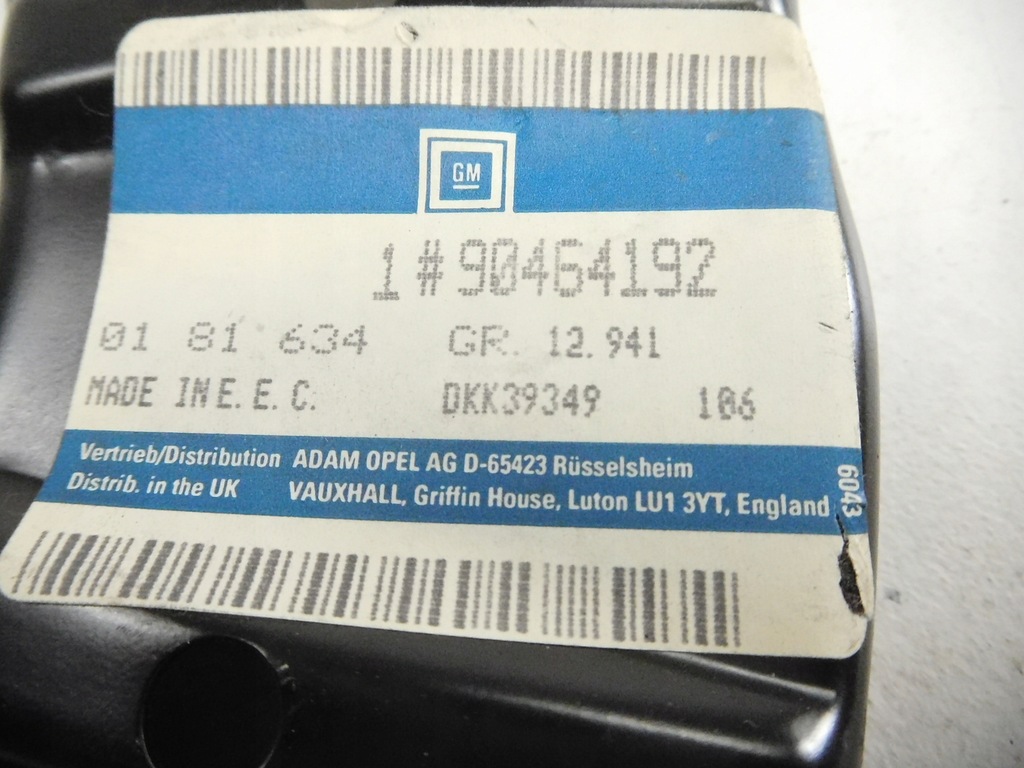 GM
1#90464192
01 81 634 GR. 12.941
MADE IN E.E.C. DKK39349 106
Vertrieb/Distribution ADAM OPEL AG D-65423 Rüsselsheim
Distrib. in the UK VAUXHALL, Griffin House, Luton LU1 3YT, England
6043